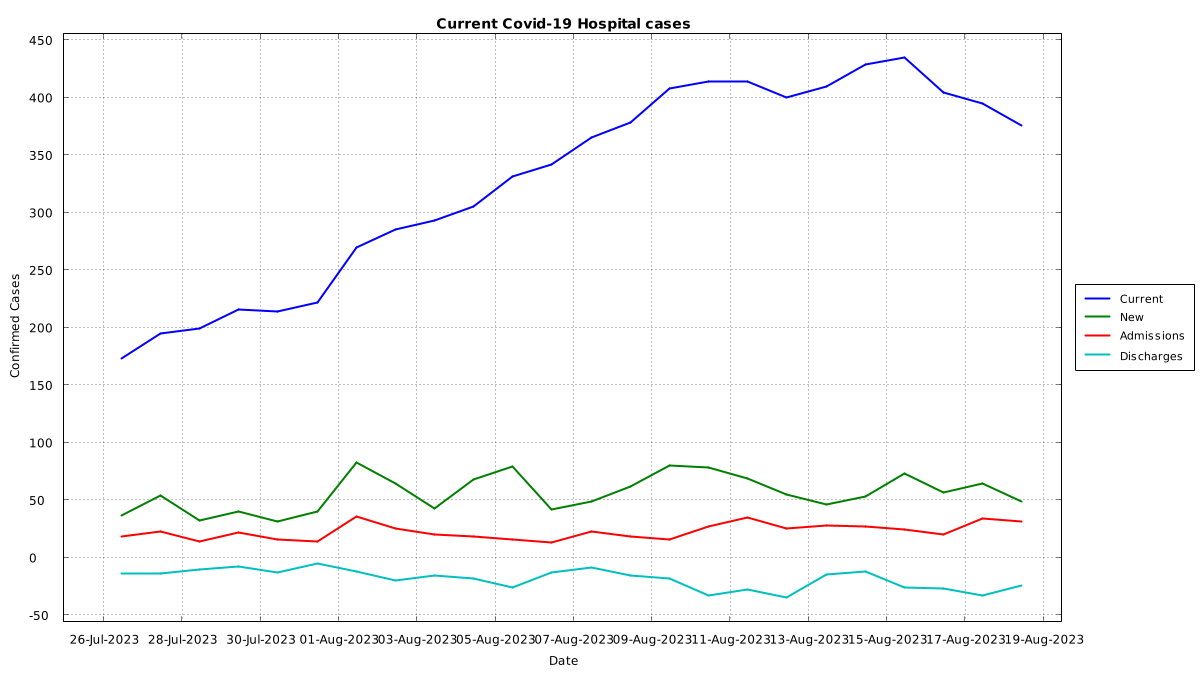 Current Covid-19 Hospital cases
450
400
350
300
250
200
150
100
50
0
-50
Confirmed Cases
26-Jul-2023 28-Jul-2023 30-Jul-2023 01-Aug-2023 03-Aug-2023 05-Aug-2023 07-Aug-2023 09-Aug-2023 11-Aug-2023 13-Aug-2023 15-Aug-2023 17-Aug-2023 19-Aug-2023
Date
Current
New
Admissions
Discharges